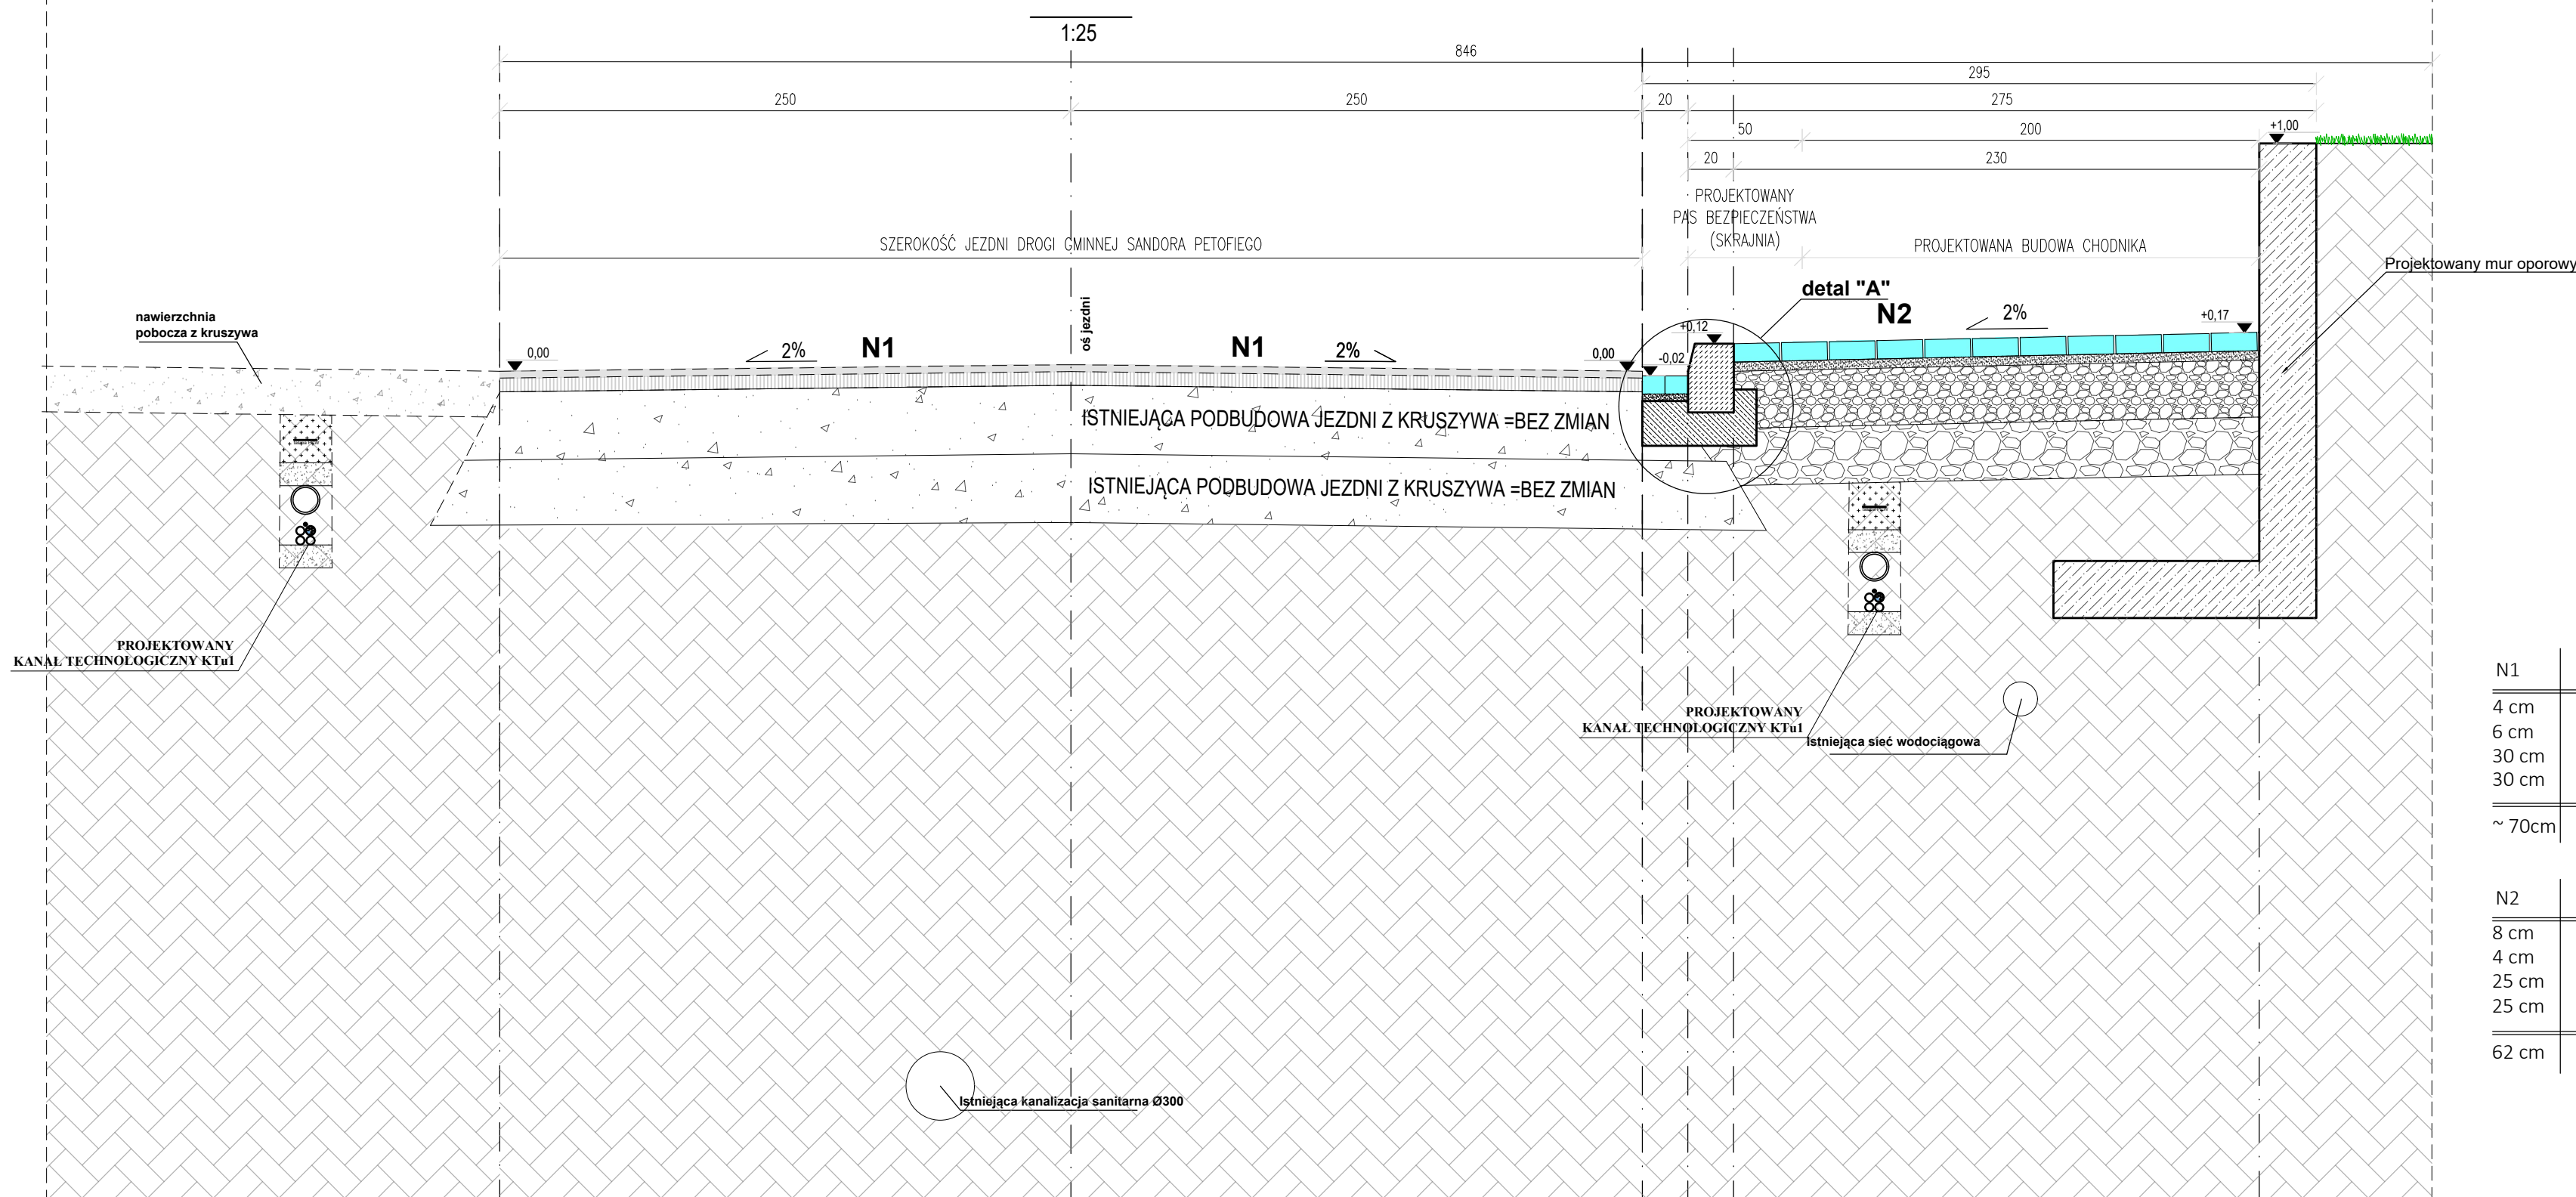 1:25
846
295
250
250
20
275
50
200
+1,00
20
230
PROJEKTOWANY
PAS BEZPIECZEŃSTWA
(SKRAJNIA)
SZEROKOŚĆ JEZDNI DROGI GMINNEJ SANDORA PETOFIEGO
PROJEKTOWANA BUDOWA CHODNIKA
Projektowany mur oporowy
detal "A"
nawierzchnia
pobocza z kruszywa
oś jezdni
N2
2%
+0,17
+0,12
0,00
2%
N1
N1
2%
0,00
-0,02
ISTNIEJĄCA PODBUDOWA JEZDNI Z KRUSZYWA =BEZ ZMIAN
ISTNIEJĄCA PODBUDOWA JEZDNI Z KRUSZYWA =BEZ ZMIAN
PROJEKTOWANY
KANAŁ TECHNOLOGICZNY KTu1
PROJEKTOWANY
KANAŁ TECHNOLOGICZNY KTu1
Istniejąca sieć wodociągowa
Istniejąca kanalizacja sanitarna Ø300
N1
4 cm
6 cm
30 cm
30 cm
~ 70cm
N2
8 cm
4 cm
25 cm
25 cm
62 cm